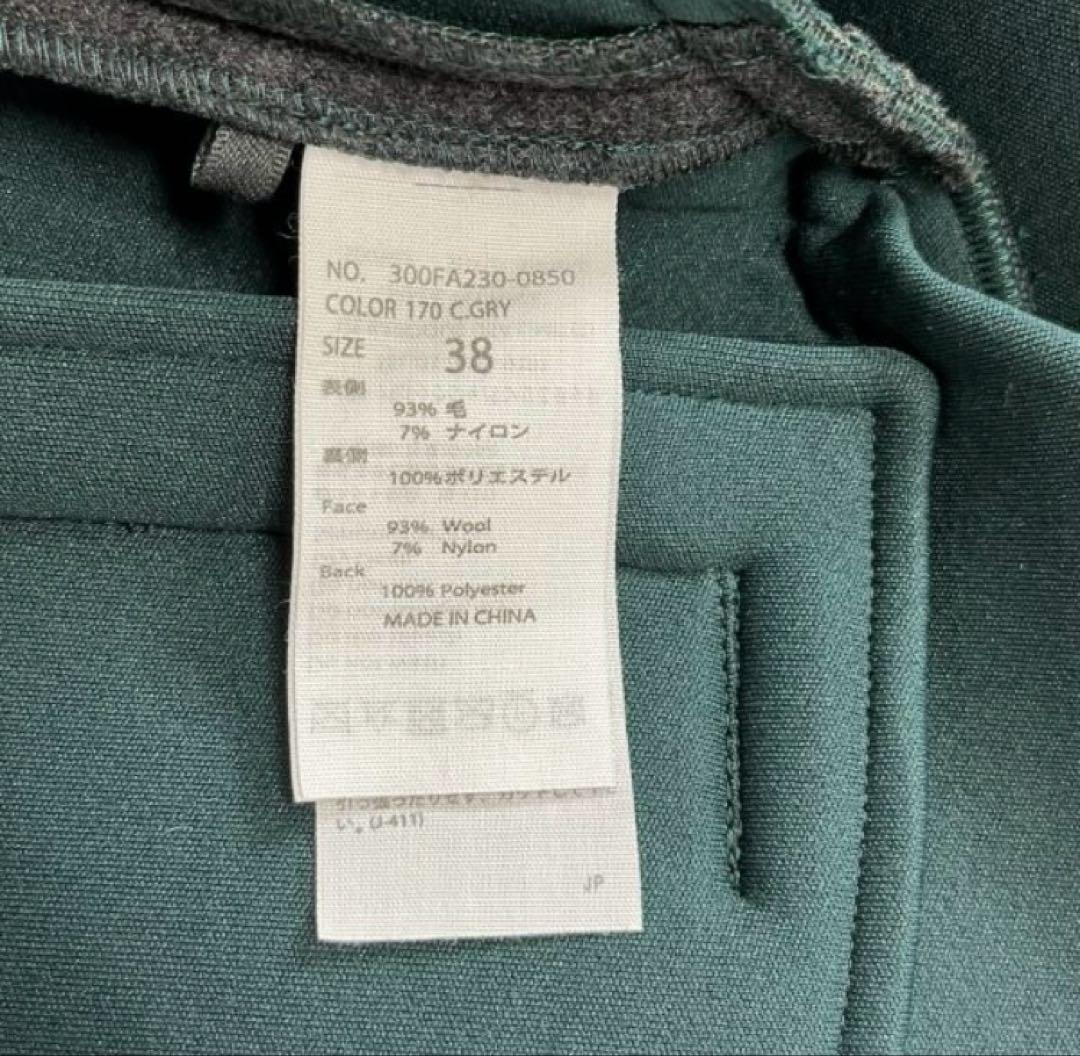 NO. 300FA230-0850
COLOR 170 C.GRY
SIZE 38
表側
93% 毛
7% ナイロン
裏側
100%ポリエステル
Face
93% Wool
7% Nylon
Back
100% Polyester
MADE IN CHINA
い。(J-411)
JP